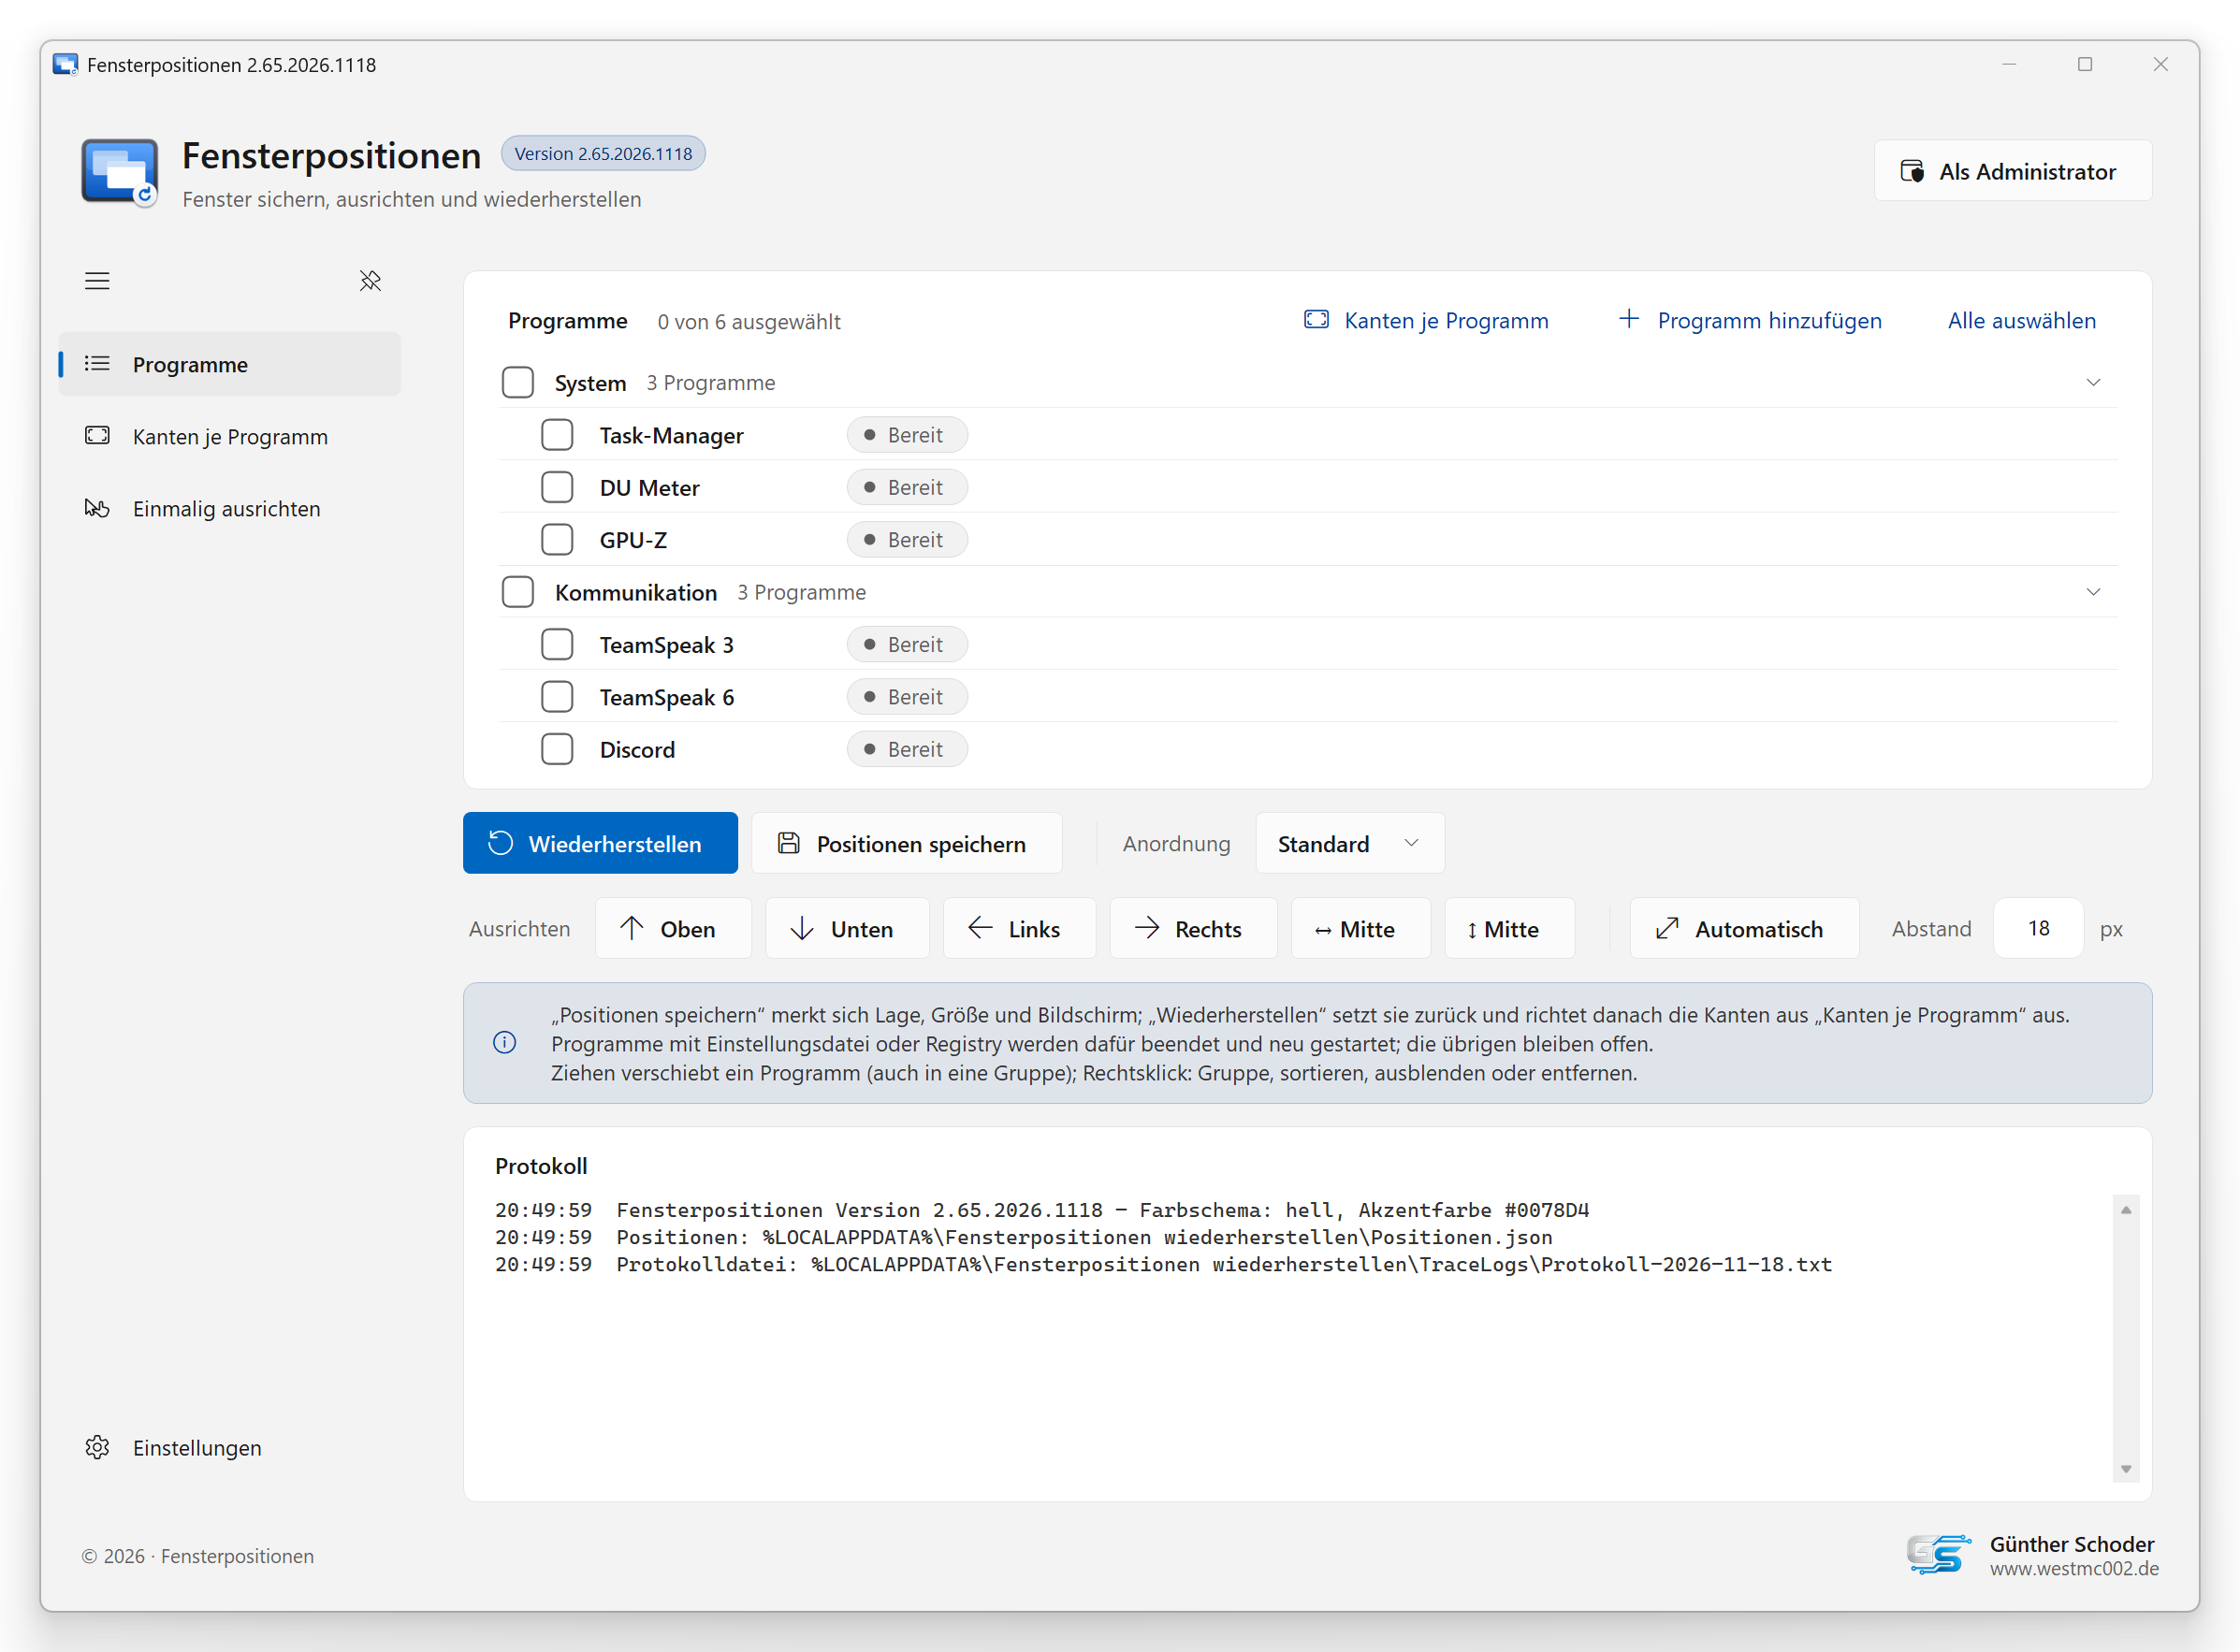 Fensterpositionen 2.65.2026.1118
Fensterpositionen Version 2.65.2026.1118
Fenster sichern, ausrichten und wiederherstellen
Als Administrator
Programme
Kanten je Programm
Einmalig ausrichten
Programme 0 von 6 ausgewählt Kanten je Programm Programm hinzufügen Alle auswählen
System 3 Programme
Task-Manager Bereit
DU Meter Bereit
GPU-Z Bereit
Kommunikation 3 Programme
TeamSpeak 3 Bereit
TeamSpeak 6 Bereit
Discord Bereit
Wiederherstellen Positionen speichern Anordnung Standard
Ausrichten Oben Unten Links Rechts ↔ Mitte ↕ Mitte Automatisch Abstand 18 px
„Positionen speichern“ merkt sich Lage, Größe und Bildschirm; „Wiederherstellen“ setzt sie zurück und richtet danach die Kanten aus „Kanten je Programm“ aus.
Programme mit Einstellungsdatei oder Registry werden dafür beendet und neu gestartet; die übrigen bleiben offen.
Ziehen verschiebt ein Programm (auch in eine Gruppe); Rechtsklick: Gruppe, sortieren, ausblenden oder entfernen.
Protokoll
20:49:59 Fensterpositionen Version 2.65.2026.1118 – Farbschema: hell, Akzentfarbe #0078D4
20:49:59 Positionen: %LOCALAPPDATA%\Fensterpositionen wiederherstellen\Positionen.json
20:49:59 Protokolldatei: %LOCALAPPDATA%\Fensterpositionen wiederherstellen\TraceLogs\Protokoll-2026-11-18.txt
Einstellungen
© 2026 · Fensterpositionen
GS
Günther Schoder
www.westmc002.de